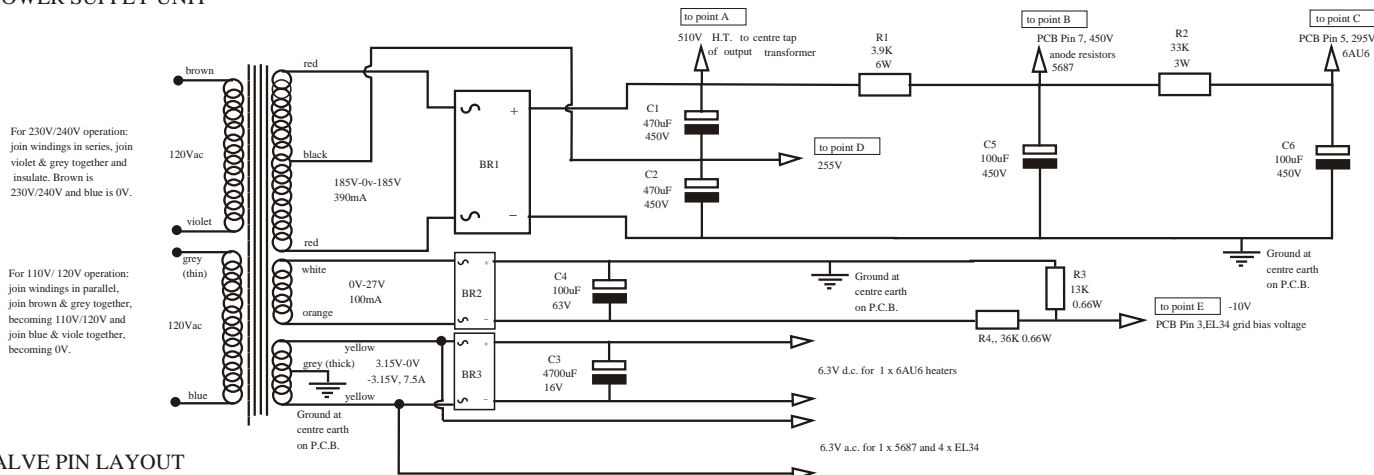 POWER SUPPLY UNIT
brown
For 230V/240V operation:
join windings in series, join
violet & grey together and
insulate. Brown is
230V/240V and blue is 0V.
120Vac
violet
grey
(thin)
For 110V/ 120V operation:
join windings in parallel,
join brown & grey together,
becoming 110V/120V and
join blue & viole together,
becoming 0V.
120Vac
blue
red
black
185V-0v-185V
390mA
red
BR1
+
−
white
0V-27V
100mA
orange
BR2
+
-
yellow
grey (thick)
3.15V-0V
-3.15V, 7.5A
yellow
Ground at
centre earth
on P.C.B.
BR3
+
-
to point A
510V H.T. to centre tap
of output transformer
C1
470uF
450V
C2
470uF
450V
to point D
255V
R1
3.9K
6W
to point B
PCB Pin 7, 450V
anode resistors
5687
C5
100uF
450V
R2
33K
3W
to point C
PCB Pin 5, 295V
6AU6
C6
100uF
450V
Ground at
centre earth
on P.C.B.
C4
100uF
63V
Ground at
centre earth
on P.C.B.
R3
13K
0.66W
to point E -10V
PCB Pin 3,EL34 grid bias voltage
R4,, 36K 0.66W
C3
4700uF
16V
6.3V d.c. for 1 x 6AU6 heaters
6.3V a.c. for 1 x 5687 and 4 x EL34
VALVE PIN LAYOUT